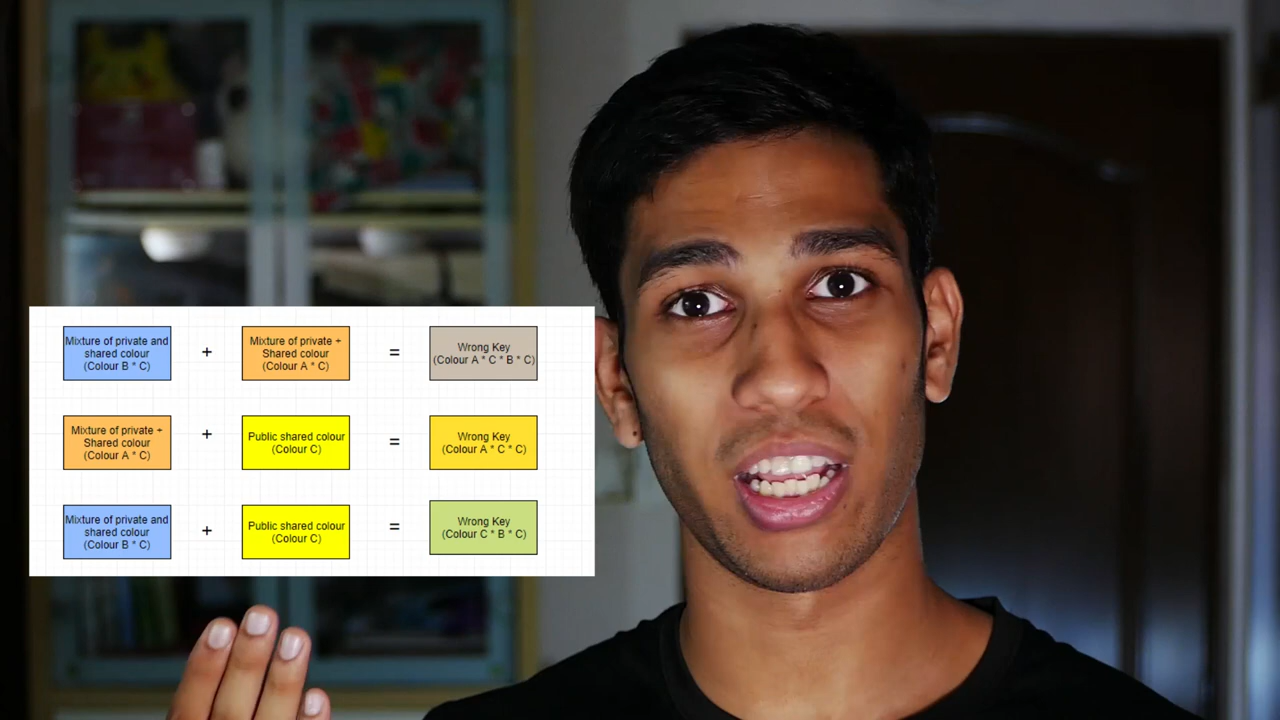 Mixture of private and
shared colour
(Colour B * C)
+
Mixture of private +
Shared colour
(Colour A * C)
=
Wrong Key
(Colour A * C * B * C)
Mixture of private +
Shared colour
(Colour A * C)
+
Public shared colour
(Colour C)
=
Wrong Key
(Colour A * C * C)
Mixture of private and
shared colour
(Colour B * C)
+
Public shared colour
(Colour C)
=
Wrong Key
(Colour C * B * C)